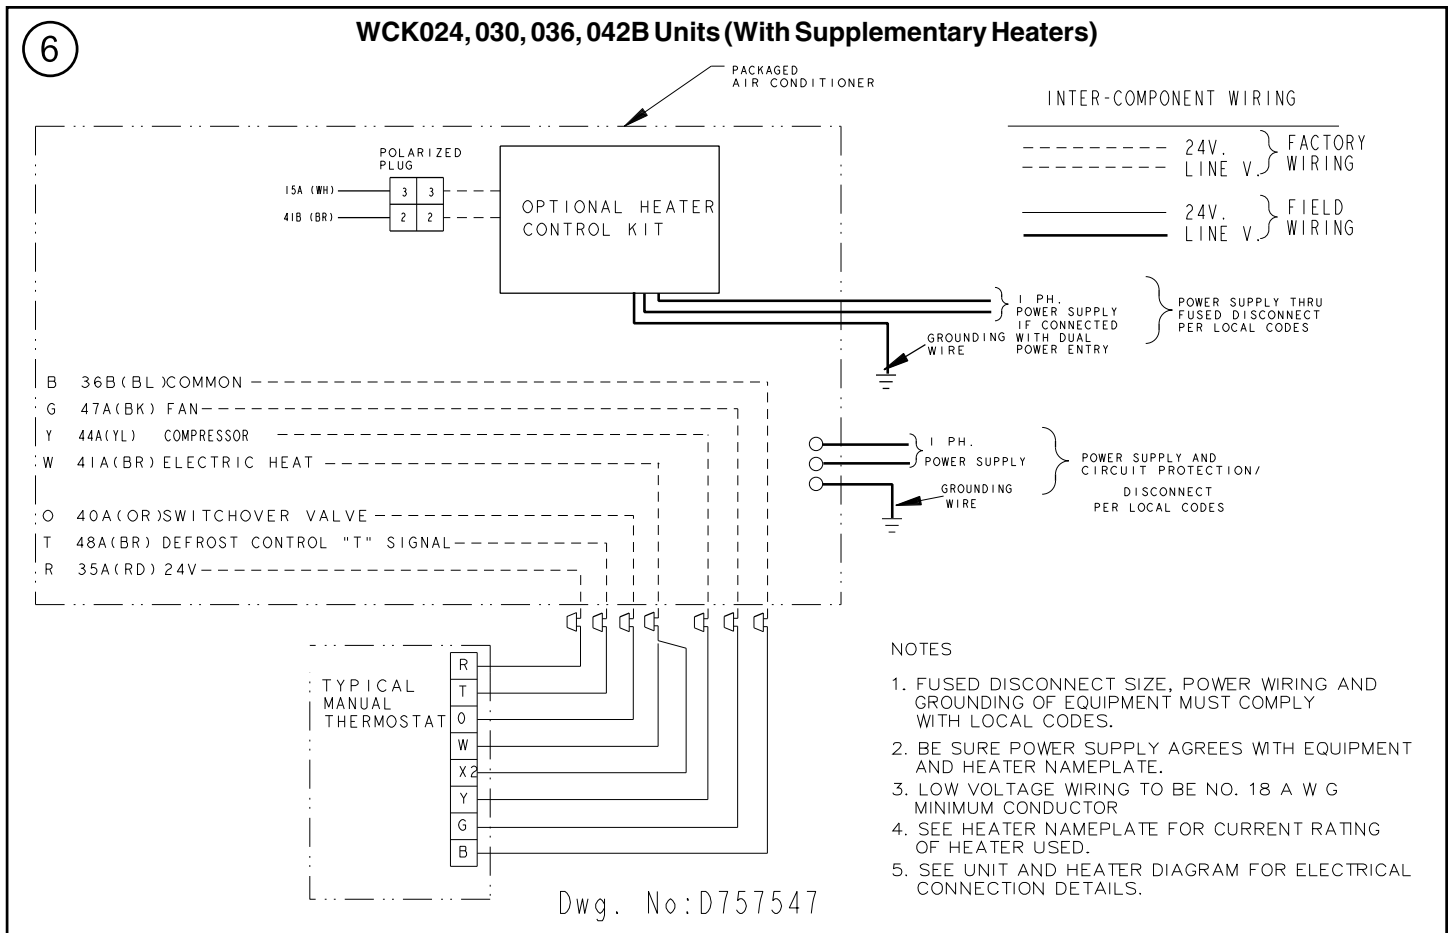 6
WCK024, 030, 036, 042B Units (With Supplementary Heaters)
PACKAGED
AIR CONDITIONER
INTER-COMPONENT WIRING
24V.
LINE V.
FACTORY
WIRING
24V.
LINE V.
FIELD
WIRING
POLARIZED
PLUG
15A (WH)
3 3
41B (BR)
2 2
OPTIONAL HEATER
CONTROL KIT
1 PH.
POWER SUPPLY
IF CONNECTED
WITH DUAL
POWER ENTRY
POWER SUPPLY THRU
FUSED DISCONNECT
PER LOCAL CODES
GROUNDING
WIRE
B 36B(BL)COMMON
G 47A(BK) FAN
Y 44A(YL) COMPRESSOR
W 41A(BR) ELECTRIC HEAT
O 40A(OR)SWITCHOVER VALVE
T 48A(BR) DEFROST CONTROL "T" SIGNAL
R 35A(RD) 24V
1 PH.
POWER SUPPLY
GROUNDING
WIRE
POWER SUPPLY AND
CIRCUIT PROTECTION/
DISCONNECT
PER LOCAL CODES
TYPICAL
MANUAL
THERMOSTAT
R
T
O
W
X2
Y
G
B
NOTES
1. FUSED DISCONNECT SIZE, POWER WIRING AND
GROUNDING OF EQUIPMENT MUST COMPLY
WITH LOCAL CODES.
2. BE SURE POWER SUPPLY AGREES WITH EQUIPMENT
AND HEATER NAMEPLATE.
3. LOW VOLTAGE WIRING TO BE NO. 18 A W G
MINIMUM CONDUCTOR
4. SEE HEATER NAMEPLATE FOR CURRENT RATING
OF HEATER USED.
5. SEE UNIT AND HEATER DIAGRAM FOR ELECTRICAL
CONNECTION DETAILS.
Dwg. No:D757547